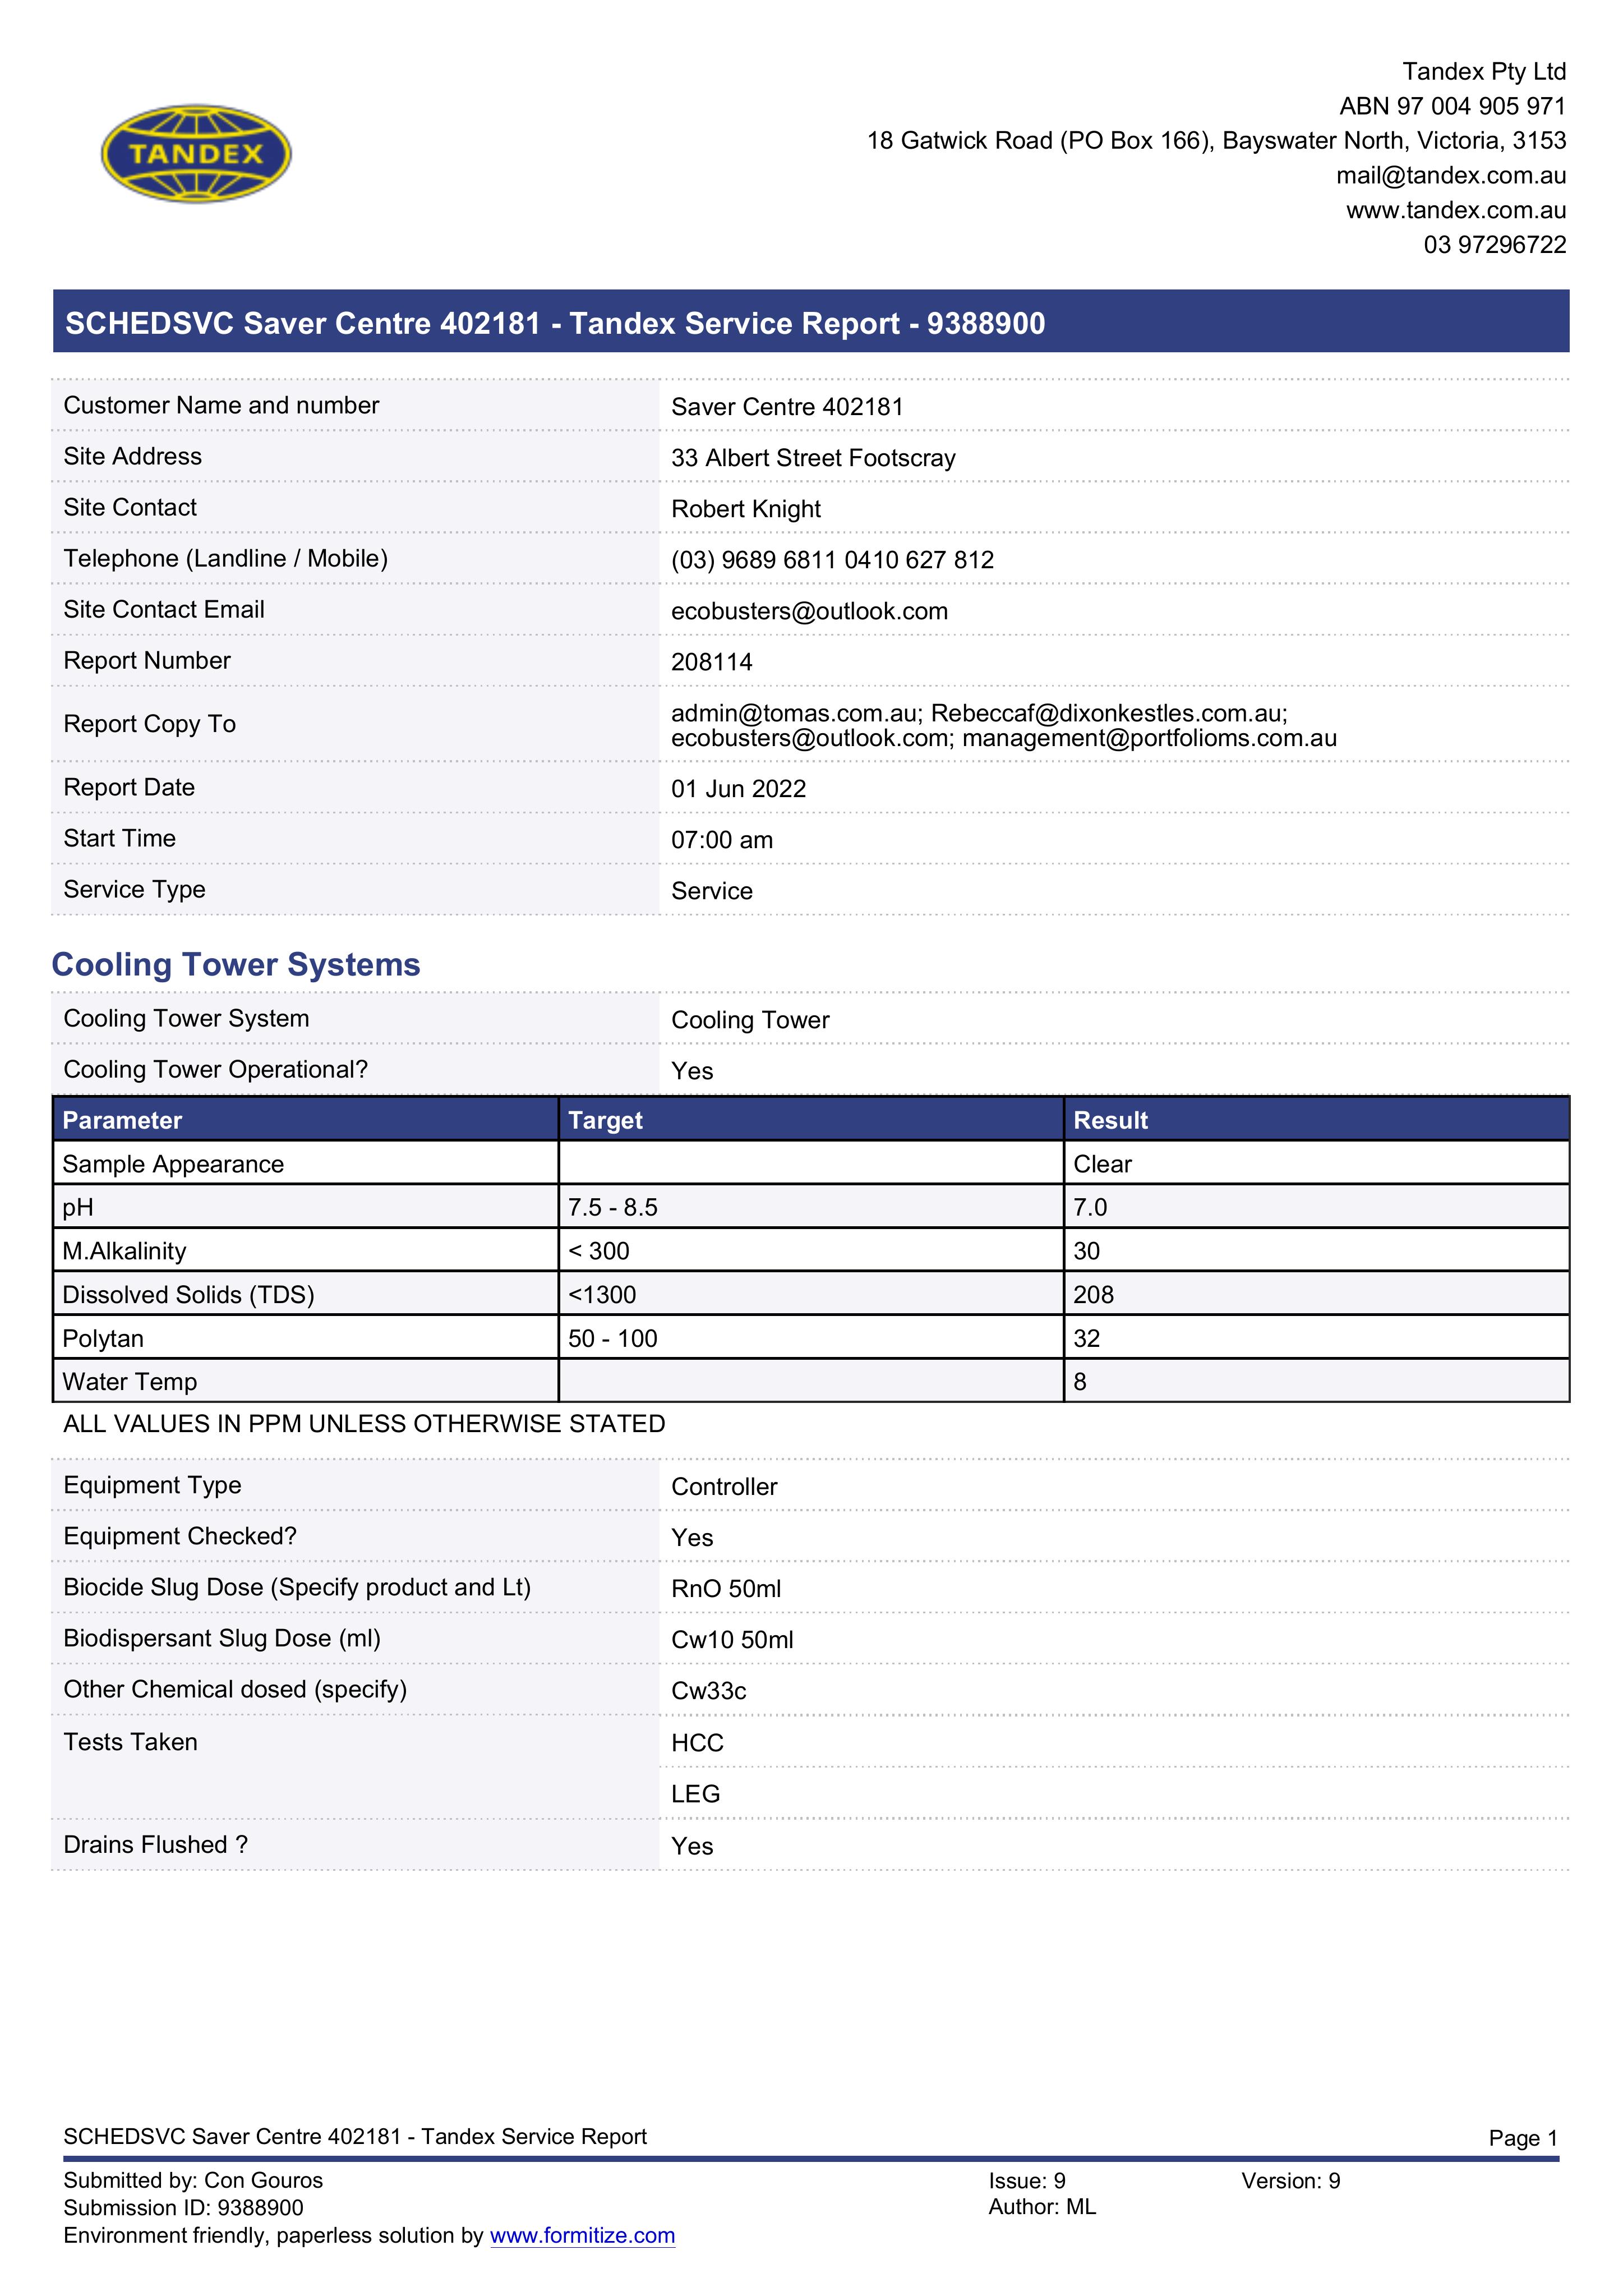 TANDEX
Tandex Pty Ltd
ABN 97 004 905 971
18 Gatwick Road (PO Box 166), Bayswater North, Victoria, 3153
mail@tandex.com.au
www.tandex.com.au
03 97296722
SCHEDSVC Saver Centre 402181 - Tandex Service Report - 9388900
Customer Name and number Saver Centre 402181
Site Address 33 Albert Street Footscray
Site Contact Robert Knight
Telephone (Landline / Mobile) (03) 9689 6811 0410 627 812
Site Contact Email ecobusters@outlook.com
Report Number 208114
Report Copy To admin@tomas.com.au; Rebeccaf@dixonkestles.com.au;
ecobusters@outlook.com; management@portfolioms.com.au
Report Date 01 Jun 2022
Start Time 07:00 am
Service Type Service
Cooling Tower Systems
Cooling Tower System Cooling Tower
Cooling Tower Operational? Yes
Parameter Target Result
Sample Appearance Clear
pH 7.5 - 8.5 7.0
M.Alkalinity < 300 30
Dissolved Solids (TDS) <1300 208
Polytan 50 - 100 32
Water Temp 8
ALL VALUES IN PPM UNLESS OTHERWISE STATED
Equipment Type Controller
Equipment Checked? Yes
Biocide Slug Dose (Specify product and Lt) RnO 50ml
Biodispersant Slug Dose (ml) Cw10 50ml
Other Chemical dosed (specify) Cw33c
Tests Taken HCC
LEG
Drains Flushed ? Yes
SCHEDSVC Saver Centre 402181 - Tandex Service Report Page 1
Submitted by: Con Gouros Issue: 9 Version: 9
Submission ID: 9388900 Author: ML
Environment friendly, paperless solution by www.formitize.com